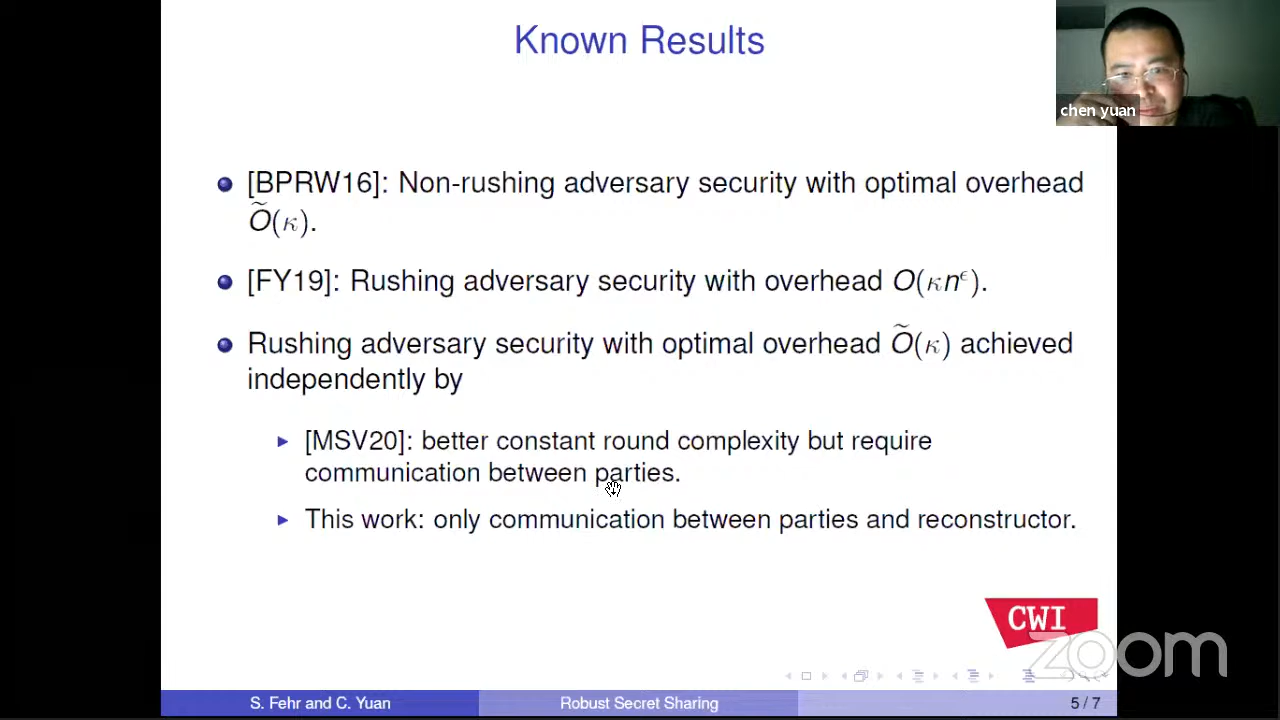 Known Results
chen yuan
[BPRW16]: Non-rushing adversary security with optimal overhead
Õ(κ).
[FY19]: Rushing adversary security with overhead O(κnᵋ).
Rushing adversary security with optimal overhead Õ(κ) achieved
independently by
[MSV20]: better constant round complexity but require
communication between parties.
This work: only communication between parties and reconstructor.
CWI
zoom
S. Fehr and C. Yuan
Robust Secret Sharing
5 / 7